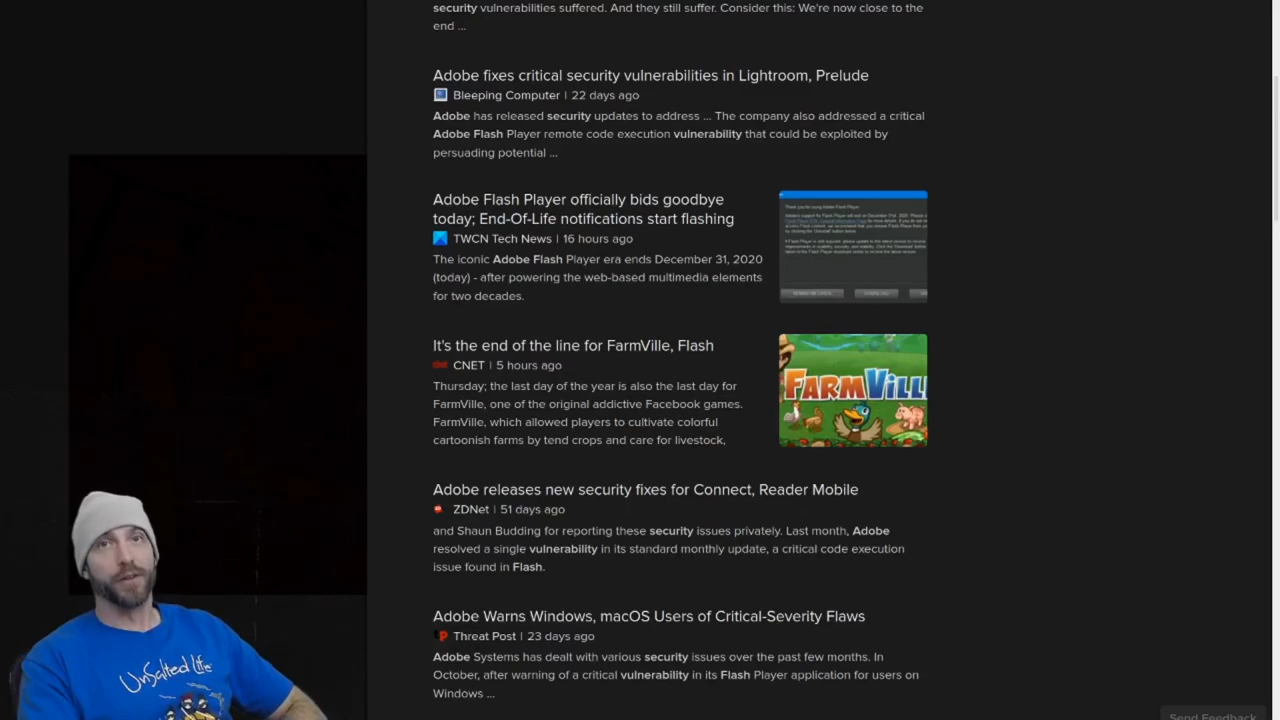 security vulnerabilities suffered. And they still suffer. Consider this: We're now close to the
end ...
Adobe fixes critical security vulnerabilities in Lightroom, Prelude
Bleeping Computer | 22 days ago
Adobe has released security updates to address ... The company also addressed a critical
Adobe Flash Player remote code execution vulnerability that could be exploited by
persuading potential ...
Adobe Flash Player officially bids goodbye
today; End-Of-Life notifications start flashing
TWCN Tech News | 16 hours ago
The iconic Adobe Flash Player era ends December 31, 2020
(today) - after powering the web-based multimedia elements
for two decades.
It's the end of the line for FarmVille, Flash
CNET | 5 hours ago
Thursday; the last day of the year is also the last day for
FarmVille, one of the original addictive Facebook games.
FarmVille, which allowed players to cultivate colorful
cartoonish farms by tend crops and care for livestock,
FARMVILL
Adobe releases new security fixes for Connect, Reader Mobile
ZDNet | 51 days ago
and Shaun Budding for reporting these security issues privately. Last month, Adobe
resolved a single vulnerability in its standard monthly update, a critical code execution
issue found in Flash.
Adobe Warns Windows, macOS Users of Critical-Severity Flaws
Threat Post | 23 days ago
Adobe Systems has dealt with various security issues over the past few months. In
October, after warning of a critical vulnerability in its Flash Player application for users on
Windows ...
UnSalted Life
Send Feedback